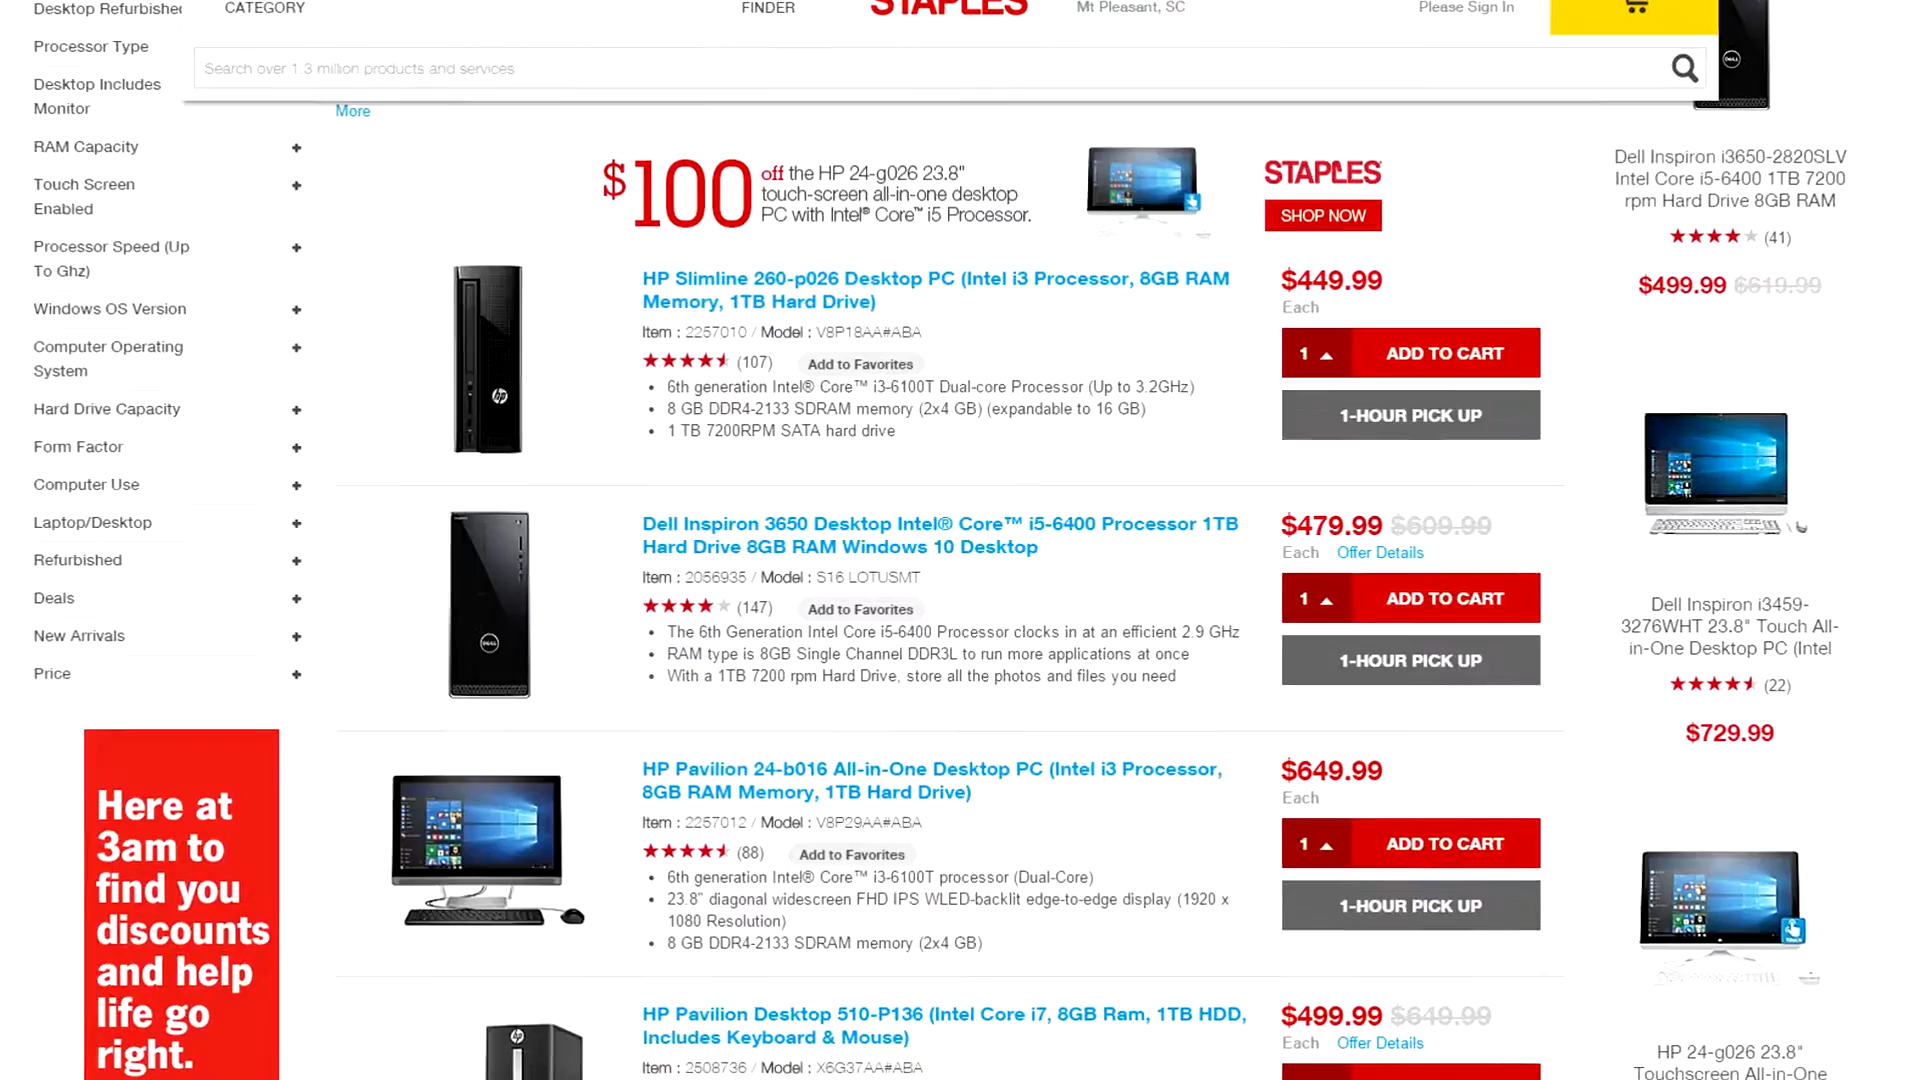 Desktop Refurbished
CATEGORY
FINDER
STAPLES
Mt Pleasant, SC
Please Sign In
Processor Type
Search over 1.3 million products and services
Desktop Includes
Monitor
More
RAM Capacity
Touch Screen
Enabled
Processor Speed (Up
To Ghz)
Windows OS Version
Computer Operating
System
Hard Drive Capacity
Form Factor
Computer Use
Laptop/Desktop
Refurbished
Deals
New Arrivals
Price
Here at
3am to
find you
discounts
and help
life go
right.
$100
off the HP 24-g026 23.8"
touch-screen all-in-one desktop
PC with Intel® Core™ i5 Processor.
STAPLES
SHOP NOW
HP Slimline 260-p026 Desktop PC (Intel i3 Processor, 8GB RAM
Memory, 1TB Hard Drive)
Item : 2257010 / Model : V8P18AA#ABA
(107) Add to Favorites
• 6th generation Intel® Core™ i3-6100T Dual-core Processor (Up to 3.2GHz)
• 8 GB DDR4-2133 SDRAM memory (2x4 GB) (expandable to 16 GB)
• 1 TB 7200RPM SATA hard drive
$449.99
Each
1 ADD TO CART
1-HOUR PICK UP
Dell Inspiron 3650 Desktop Intel® Core™ i5-6400 Processor 1TB
Hard Drive 8GB RAM Windows 10 Desktop
Item : 2056935 / Model : S16 LOTUSMT
(147) Add to Favorites
• The 6th Generation Intel Core i5-6400 Processor clocks in at an efficient 2.9 GHz
• RAM type is 8GB Single Channel DDR3L to run more applications at once
• With a 1TB 7200 rpm Hard Drive, store all the photos and files you need
$479.99 $609.99
Each Offer Details
1 ADD TO CART
1-HOUR PICK UP
HP Pavilion 24-b016 All-in-One Desktop PC (Intel i3 Processor,
8GB RAM Memory, 1TB Hard Drive)
Item : 2257012 / Model : V8P29AA#ABA
(88) Add to Favorites
• 6th generation Intel® Core™ i3-6100T processor (Dual-Core)
• 23.8" diagonal widescreen FHD IPS WLED-backlit edge-to-edge display (1920 x
1080 Resolution)
• 8 GB DDR4-2133 SDRAM memory (2x4 GB)
$649.99
Each
1 ADD TO CART
1-HOUR PICK UP
HP Pavilion Desktop 510-P136 (Intel Core i7, 8GB Ram, 1TB HDD,
Includes Keyboard & Mouse)
Item : 2508736 / Model : X6G37AA#ABA
$499.99 $649.99
Each Offer Details
Dell Inspiron i3650-2820SLV
Intel Core i5-6400 1TB 7200
rpm Hard Drive 8GB RAM
(41)
$499.99 $619.99
Dell Inspiron i3459-
3276WHT 23.8" Touch All-
in-One Desktop PC (Intel
(22)
$729.99
TOUCH
HP 24-g026 23.8"
Touchscreen All-in-One